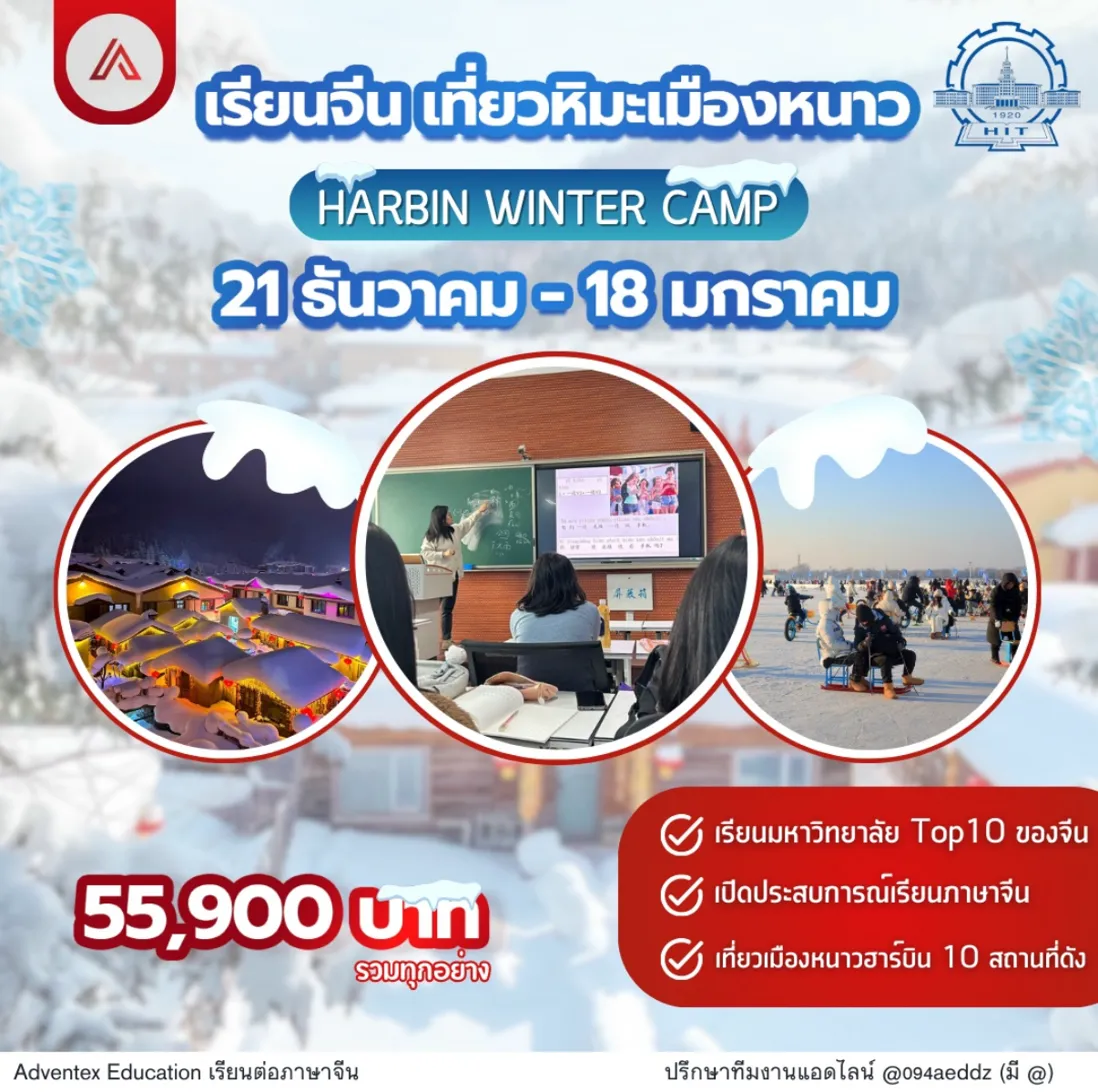 เรียนจีน เที่ยวหิมะเมืองหนาว
1920
HIT
HARBIN WINTER CAMP
21 ธันวาคม - 18 มกราคม
55,900 บาท
รวมทุกอย่าง
เรียนมหาวิทยาลัย Top10 ของจีน
เปิดประสบการณ์เรียนภาษาจีน
เที่ยวเมืองหนาวฮาร์บิน 10 สถานที่ดัง
Adventex Education เรียนต่อภาษาจีน
ปรึกษาทีมงานแอดไลน์ @094aeddz (มี @)